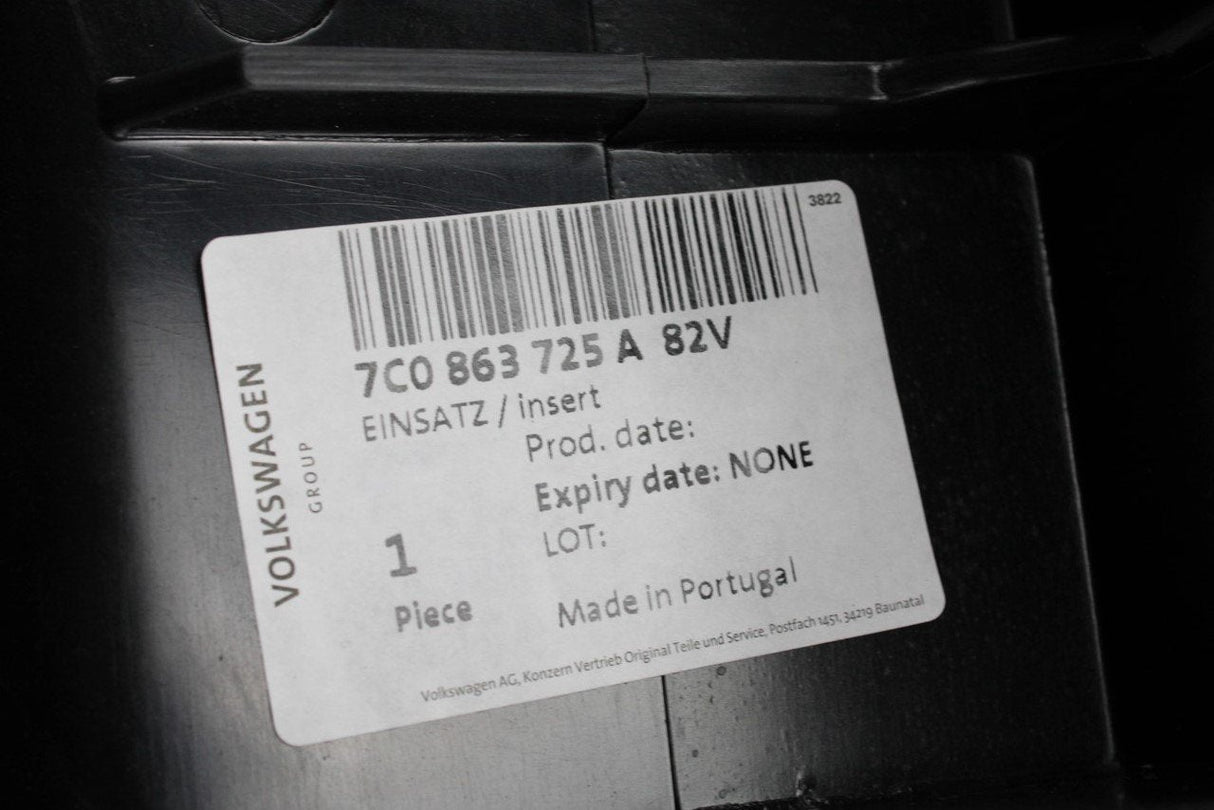 3822
7C0 863 725 A 82V
EINSATZ / insert
Prod. date:
Expiry date: NONE
LOT:
1
Piece
Made in Portugal
Volkswagen AG, Konzern Vertrieb Original Teile und Service, Postfach 1451, 34219 Baunatal
VOLKSWAGEN
GROUP